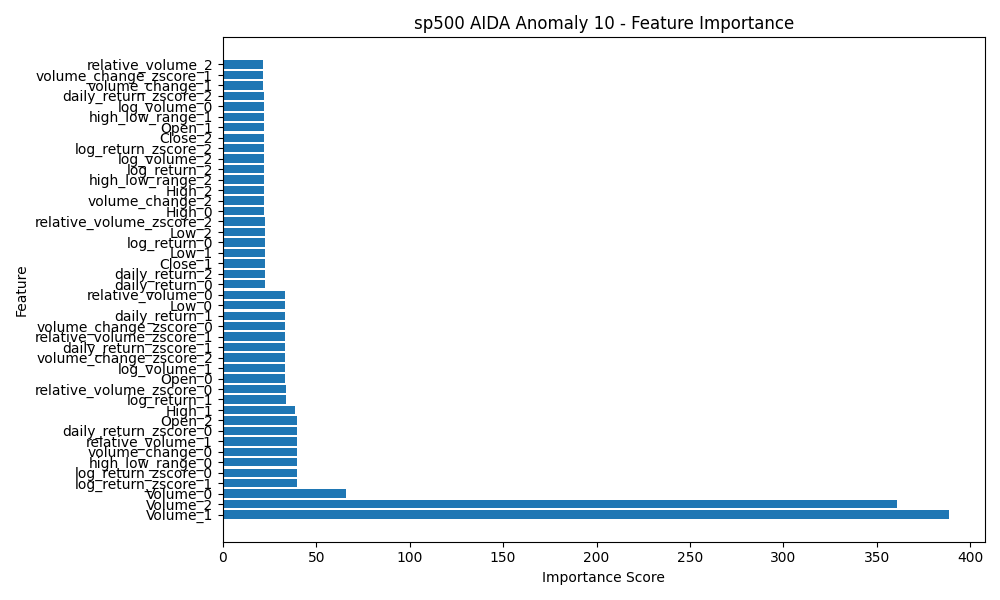 sp500 AIDA Anomaly 10 - Feature Importance
relative_volume_2
volume_change_zscore_1
volume_change_1
daily_return_zscore_2
log_volume_0
high_low_range_1
Open_1
Close_2
log_return_zscore_2
log_volume_2
log_return_2
high_low_range_2
High_2
volume_change_2
High_0
relative_volume_zscore_2
Low_2
log_return_0
Low_1
Close_1
daily_return_2
daily_return_0
relative_volume_0
Low_0
daily_return_1
volume_change_zscore_0
relative_volume_zscore_1
daily_return_zscore_1
volume_change_zscore_2
log_volume_1
Open_0
relative_volume_zscore_0
log_return_1
High_1
Open_2
daily_return_zscore_0
relative_volume_1
volume_change_0
high_low_range_0
log_return_zscore_0
log_return_zscore_1
Volume_0
Volume_2
Volume_1
Feature
0 50 100 150 200 250 300 350 400
Importance Score